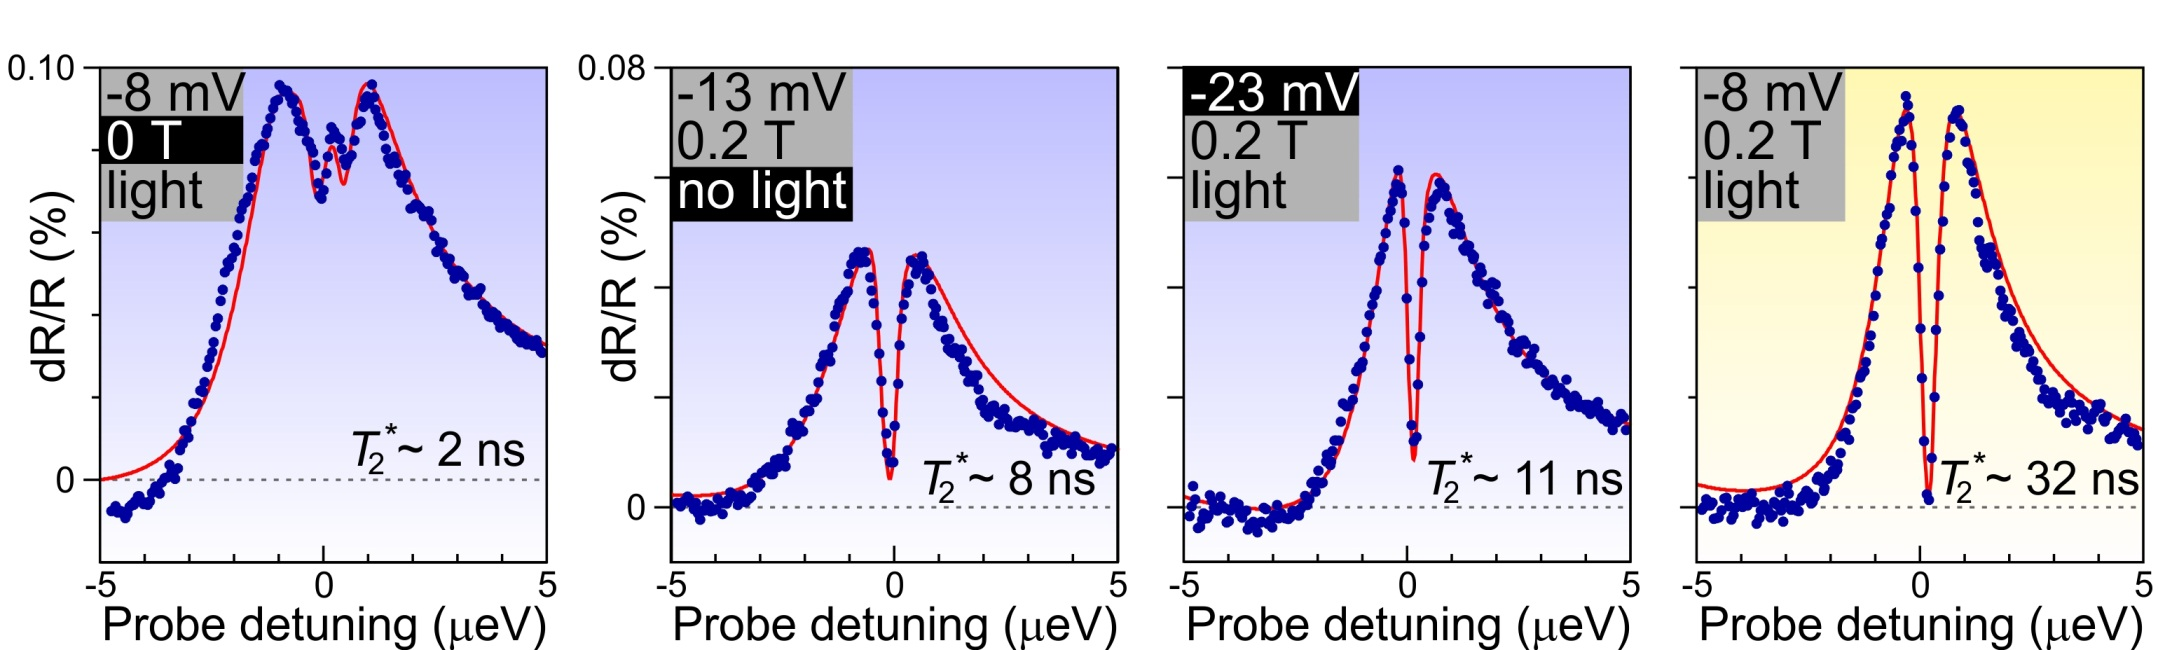 0.10
-8 mV
0 T
light
dR/R (%)
0
T2* ~ 2 ns
-5 0 5
Probe detuning (µeV)
0.08
-13 mV
0.2 T
no light
dR/R (%)
0
T2* ~ 8 ns
-5 0 5
Probe detuning (µeV)
-23 mV
0.2 T
light
T2* ~ 11 ns
-5 0 5
Probe detuning (µeV)
-8 mV
0.2 T
light
T2* ~ 32 ns
-5 0 5
Probe detuning (µeV)